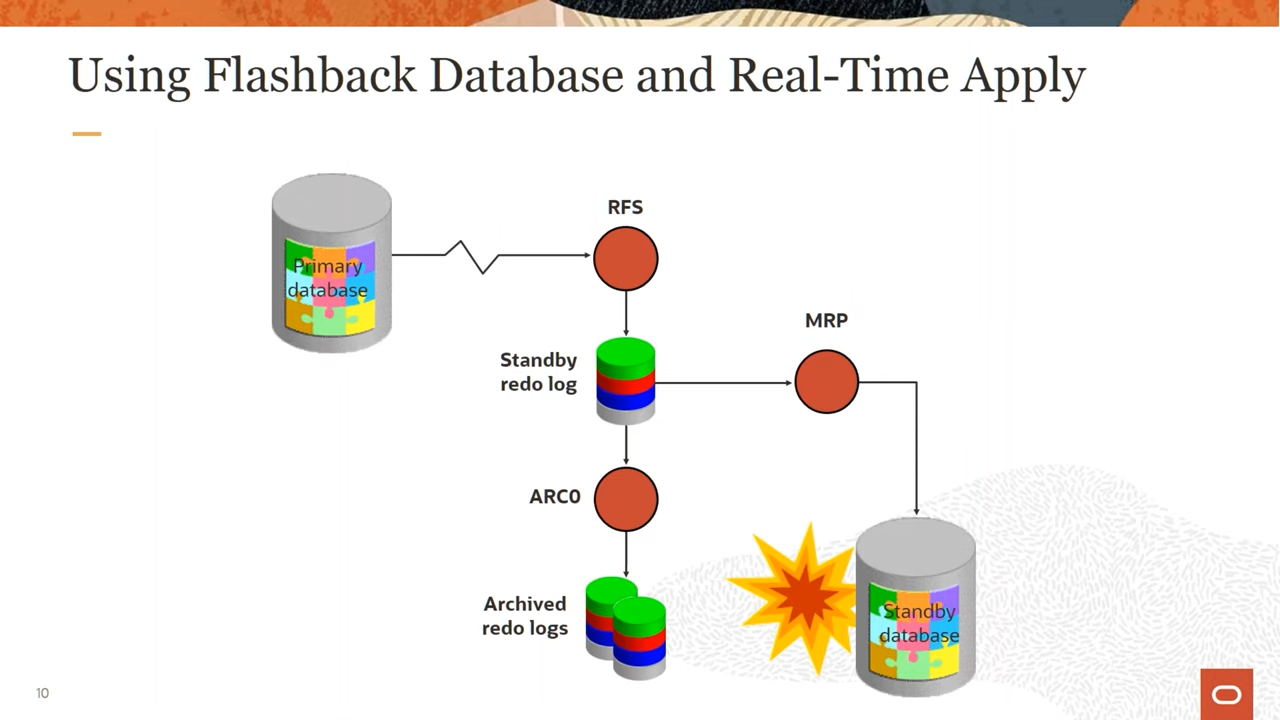 Using Flashback Database and Real-Time Apply
RFS
Primary
database
MRP
Standby
redo log
ARC0
Archived
redo logs
Standby
database
10